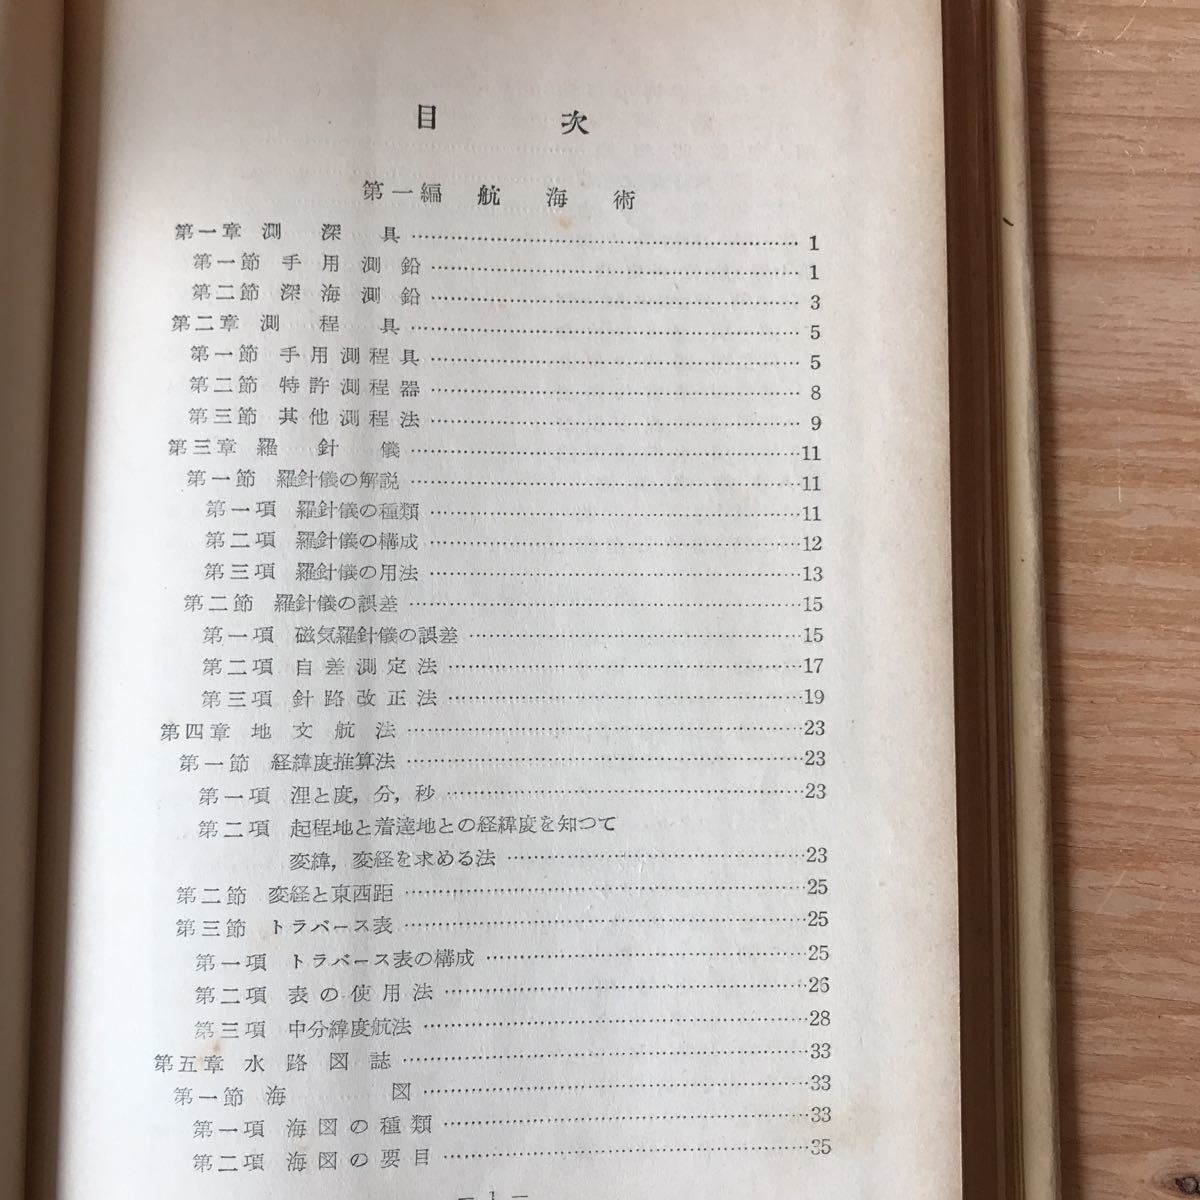 目次
第一編 航海術
第一章 測深具……1
第一節 手用測鉛……1
第二節 深海測鉛……3
第二章 測程具……5
第一節 手用測程具……5
第二節 特許測程器……8
第三節 其他測程法……9
第三章 羅針儀……11
第一節 羅針儀の解説……11
第一項 羅針儀の種類……11
第二項 羅針儀の構成……12
第三項 羅針儀の用法……13
第二節 羅針儀の誤差……15
第一項 磁気羅針儀の誤差……15
第二項 自差測定法……17
第三項 針路改正法……19
第四章 地文航法……23
第一節 経緯度推算法……23
第一項 浬と度,分,秒……23
第二項 起程地と着達地との経緯度を知つて
変緯,変経を求める法……23
第二節 変経と東西距……25
第三節 トラバース表……25
第一項 トラバース表の構成……25
第二項 表の使用法……26
第三項 中分緯度航法……28
第五章 水路図誌……33
第一節 海図……33
第一項 海図の種類……33
第二項 海図の要目……35
— 1 —